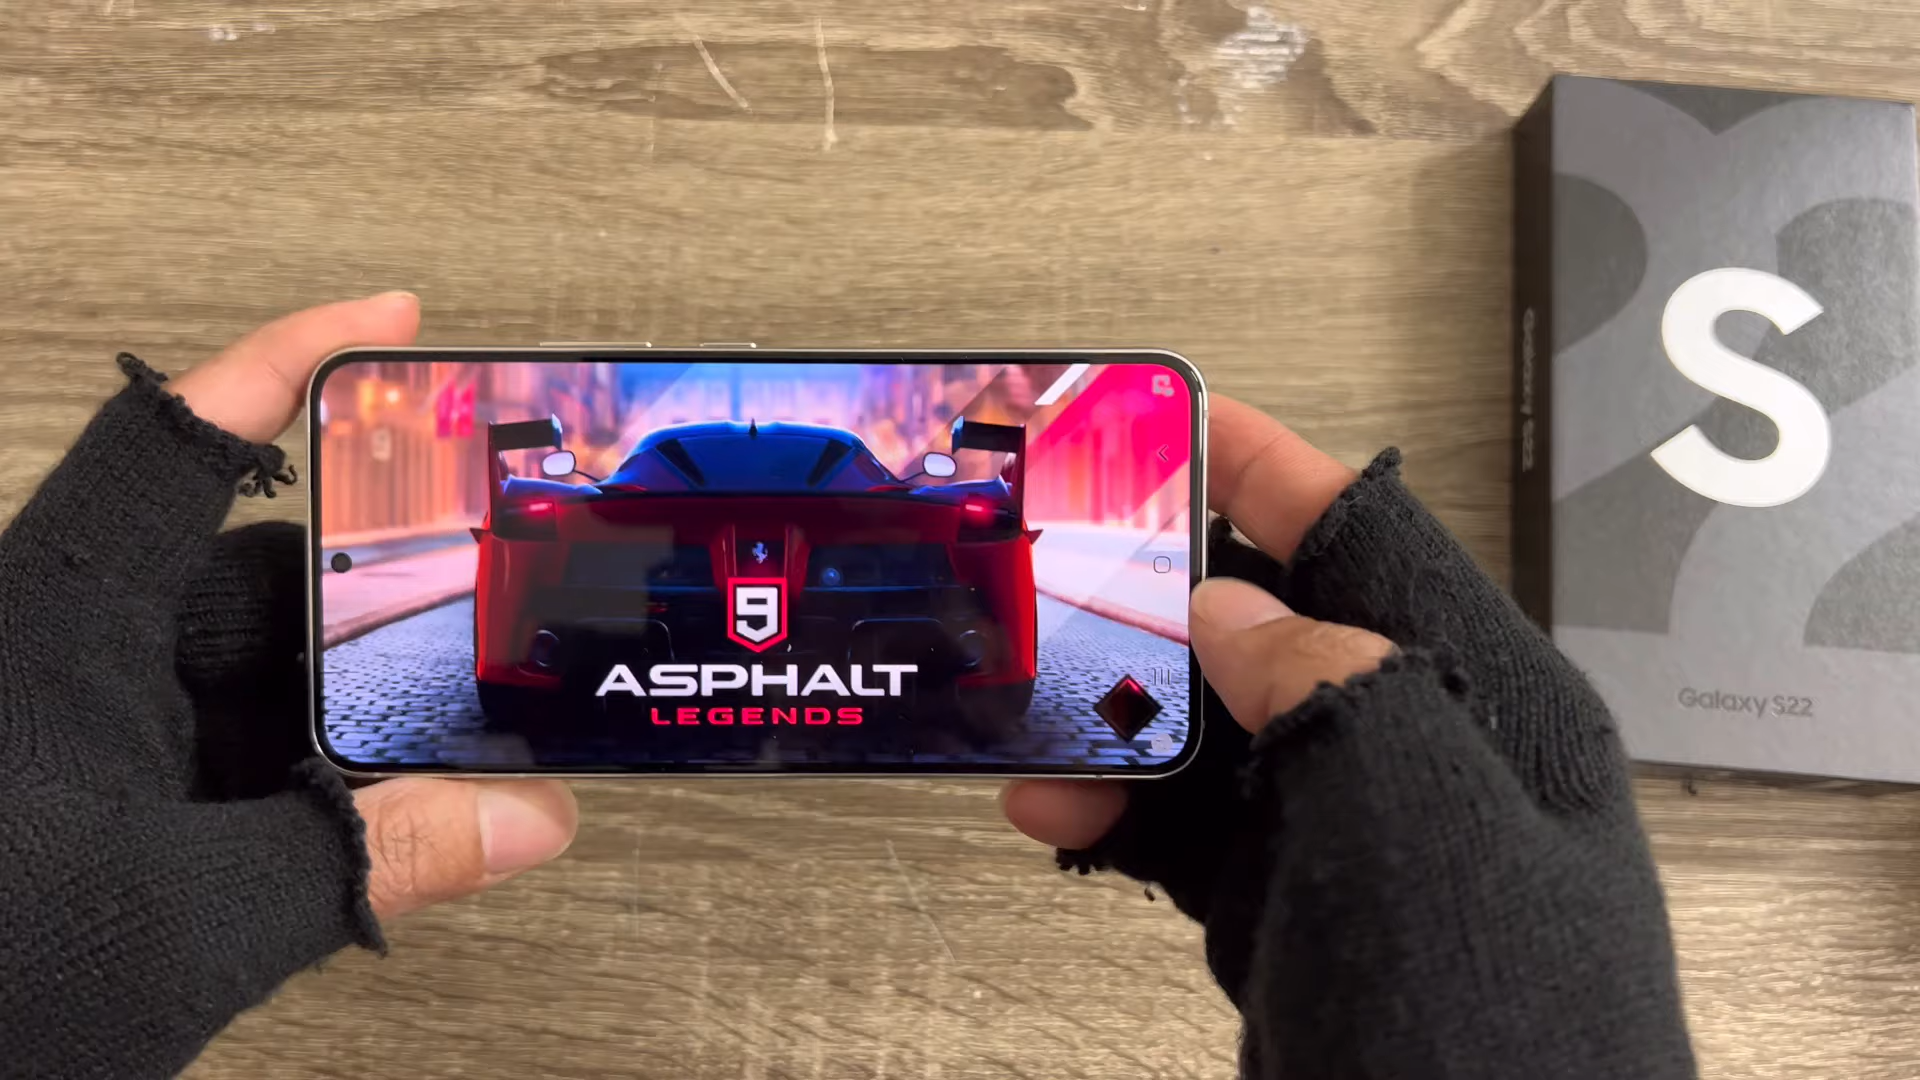 9
ASPHALT
LEGENDS
S
Galaxy S22
Galaxy S22